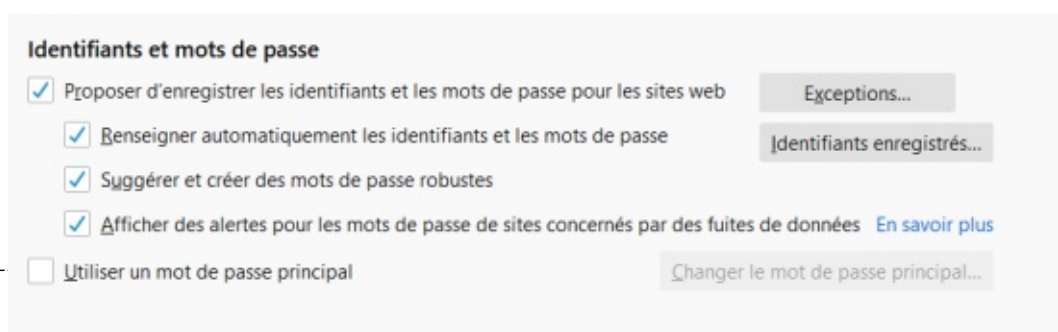 Identifiants et mots de passe
Proposer d'enregistrer les identifiants et les mots de passe pour les sites web Exceptions...
Renseigner automatiquement les identifiants et les mots de passe Identifiants enregistrés...
Suggérer et créer des mots de passe robustes
Afficher des alertes pour les mots de passe de sites concernés par des fuites de données En savoir plus
Utiliser un mot de passe principal Changer le mot de passe principal...